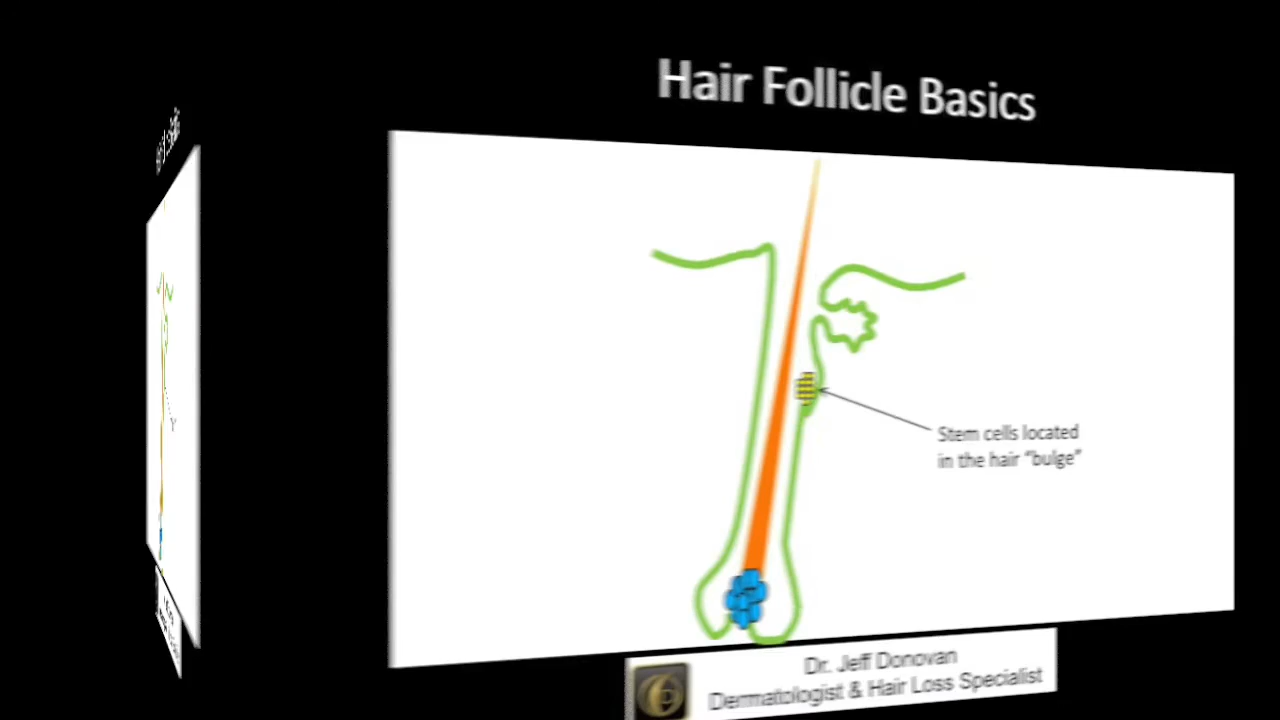 Hair Follicle Basics
Stem cells located
in the hair “bulge”
Dr. Jeff Donovan
Dermatologist & Hair Loss Specialist